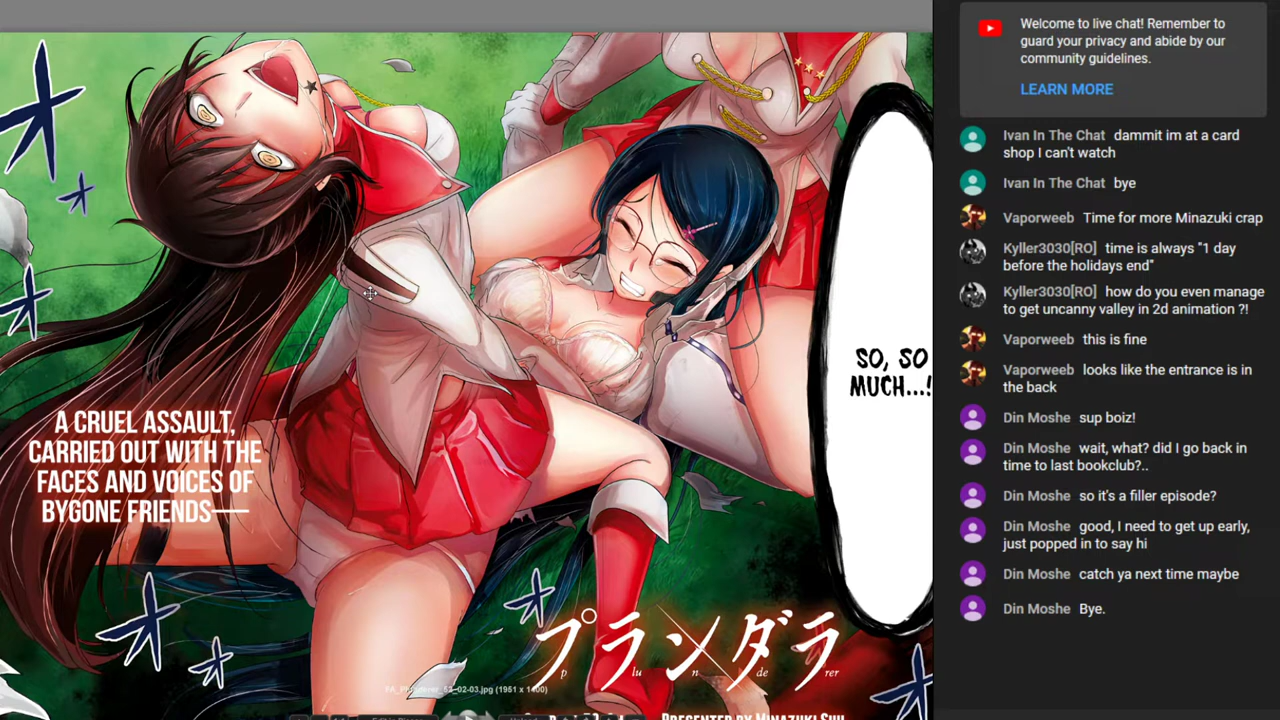 A CRUEL ASSAULT,
CARRIED OUT WITH THE
FACES AND VOICES OF
BYGONE FRIENDS——
SO, SO
MUCH...!
プランダラ
p lu n de rer
PRESENTED BY MINAZUKI SUU
Welcome to live chat! Remember to
guard your privacy and abide by our
community guidelines.
LEARN MORE
Ivan In The Chat dammit im at a card
shop I can't watch
Ivan In The Chat bye
Vaporweeb Time for more Minazuki crap
Kyller3030[RO] time is always "1 day
before the holidays end"
Kyller3030[RO] how do you even manage
to get uncanny valley in 2d animation ?!
Vaporweeb this is fine
Vaporweeb looks like the entrance is in
the back
Din Moshe sup boiz!
Din Moshe wait, what? did I go back in
time to last bookclub?..
Din Moshe so it's a filler episode?
Din Moshe good, I need to get up early,
just popped in to say hi
Din Moshe catch ya next time maybe
Din Moshe Bye.